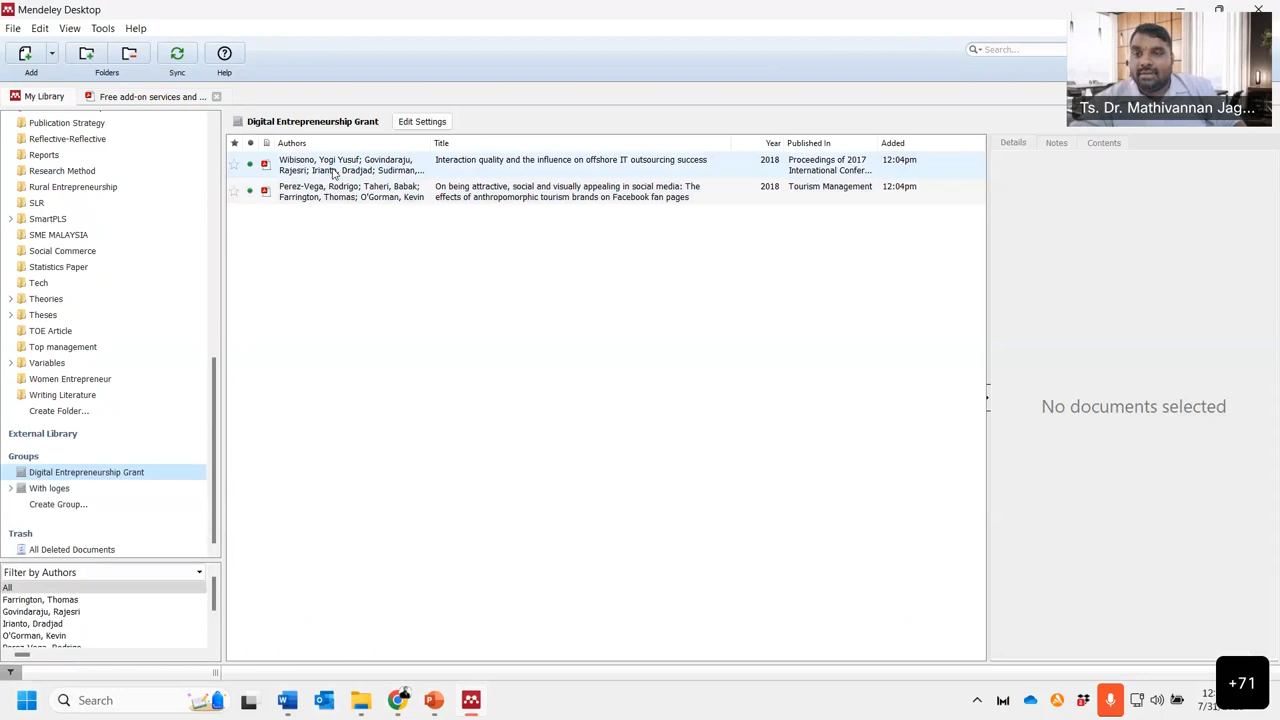 Mendeley Desktop
File Edit View Tools Help
Search...
Add Folders Sync Help
My Library
Free add-on services and ...
Ts. Dr. Mathivannan Jag...
Publication Strategy
Reflective-Reflective
Reports
Research Method
Rural Entrepreneurship
SLR
SmartPLS
SME MALAYSIA
Social Commerce
Statistics Paper
Tech
Theories
Theses
TOE Article
Top management
Variables
Women Entrepreneur
Writing Literature
Create Folder...
External Library
Groups
Digital Entrepreneurship Grant
With loges
Create Group...
Trash
All Deleted Documents
Filter by Authors
All
Farrington, Thomas
Govindaraju, Rajesri
Irianto, Dradjad
O'Gorman, Kevin
Digital Entrepreneurship Grant Edit Settings
Authors Title Year Published In Added
Wibisono, Yogi Yusuf; Govindaraju, Interaction quality and the influence on offshore IT outsourcing success 2018 Proceedings of 2017 12:04pm
Rajesri; Irianto, Dradjad; Sudirman,... International Confer...
Perez-Vega, Rodrigo; Taheri, Babak; On being attractive, social and visually appealing in social media: The 2018 Tourism Management 12:04pm
Farrington, Thomas; O'Gorman, Kevin effects of anthropomorphic tourism brands on Facebook fan pages
Details Notes Contents
No documents selected
Search
+71